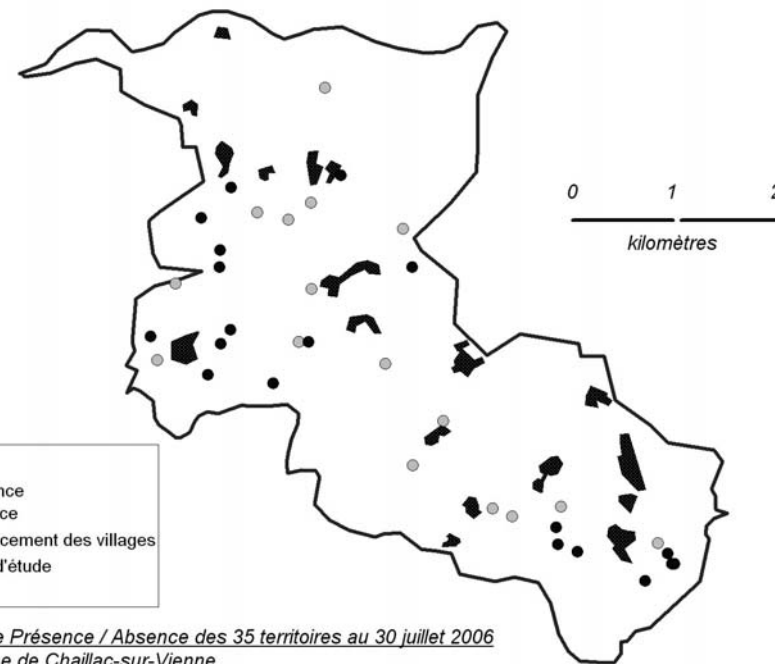 0 1 2
kilomètres
nce
ce
cement des villages
d'étude
e Présence / Absence des 35 territoires au 30 juillet 2006
e de Chaillac-sur-Vienne